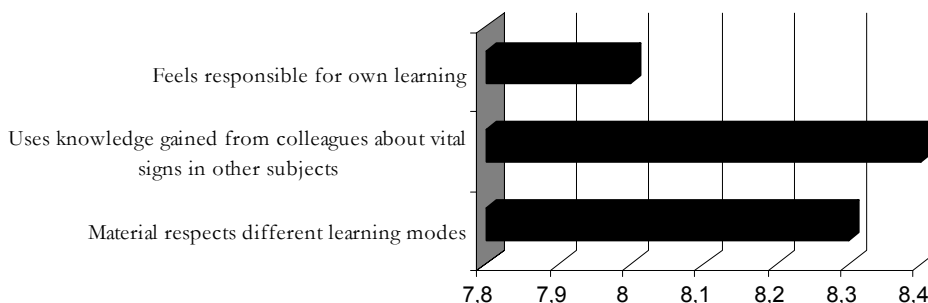 Feels responsible for own learning
Uses knowledge gained from colleagues about vital
signs in other subjects
Material respects different learning modes
7,8 7,9 8 8,1 8,2 8,3 8,4